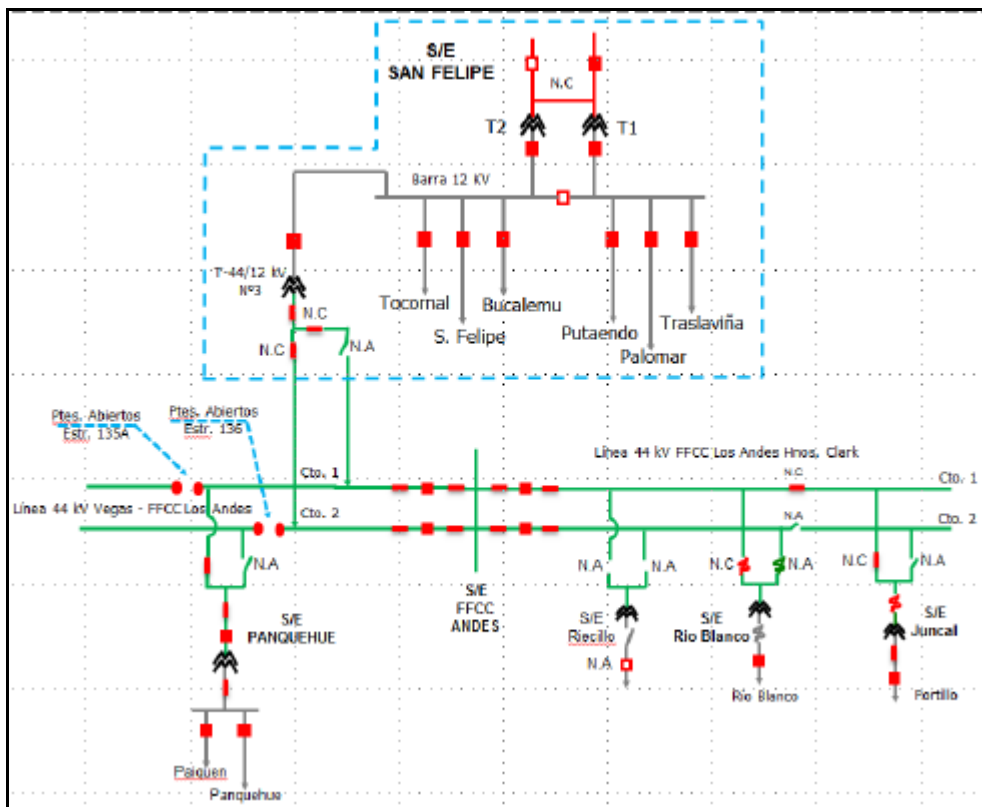 S/E
SAN FELIPE
N.C
T2
T1
Barra 12 KV
T-44/12 kV
Nº3
Tocornal
Bucalemu
S. Felipe
Putaendo
Traslaviña
Palomar
N.C
N.C
N.A
Ptes. Abiertos
Estr. 135A
Ptes. Abiertos
Estr. 136
Línea 44 kV FFCC Los Andes Hnos. Clark
Cto. 1
N.C
Cto. 1
Línea 44 kV Vegas - FFCC Los Andes
Cto. 2
N.A
Cto. 2
N.A
N.A
N.A
N.C
N.A
N.C
N.A
S/E
PANQUEHUE
S/E
FFCC
ANDES
S/E
Riecillo
N.A
S/E
Rio Blanco
S/E
Juncal
Río Blanco
Portillo
Paiquen
Panquehue